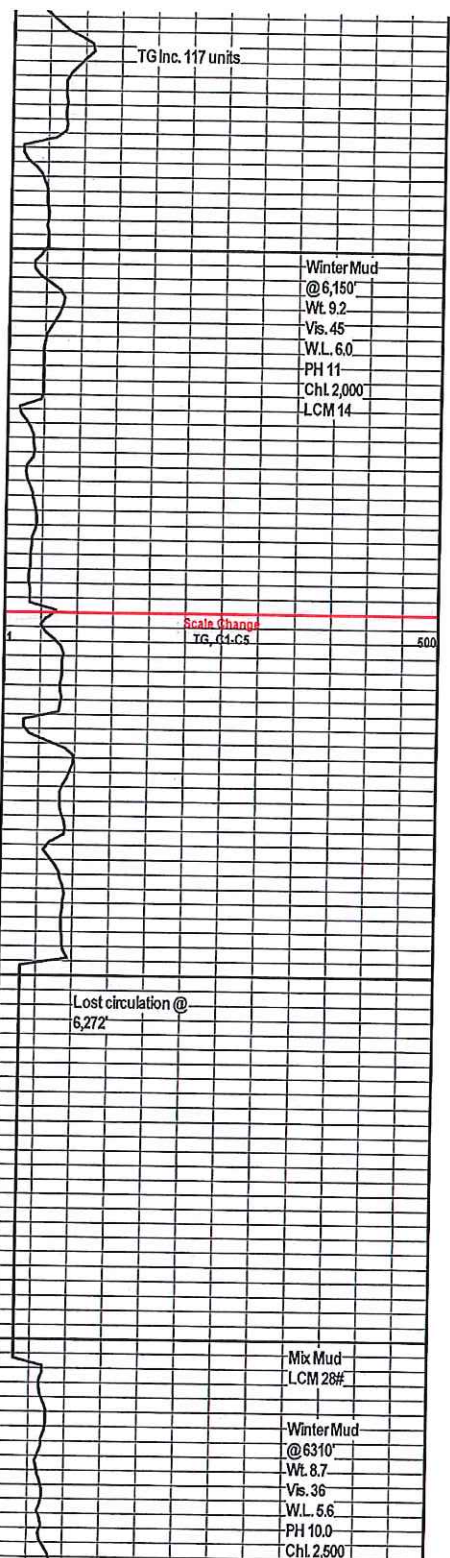 TG Inc. 117 units
Winter Mud
@ 6,150'
Wt. 9.2
Vis. 45
W.L. 6.0
PH 11
Chl. 2,000
LCM 14
Scale Change
1 TG, C1-C5 500
Lost circulation @
6,272'
Mix Mud
LCM 28#
Winter Mud
@6310'
Wt. 8.7
Vis. 36
W.L. 5.6
PH 10.0
Chl. 2,500